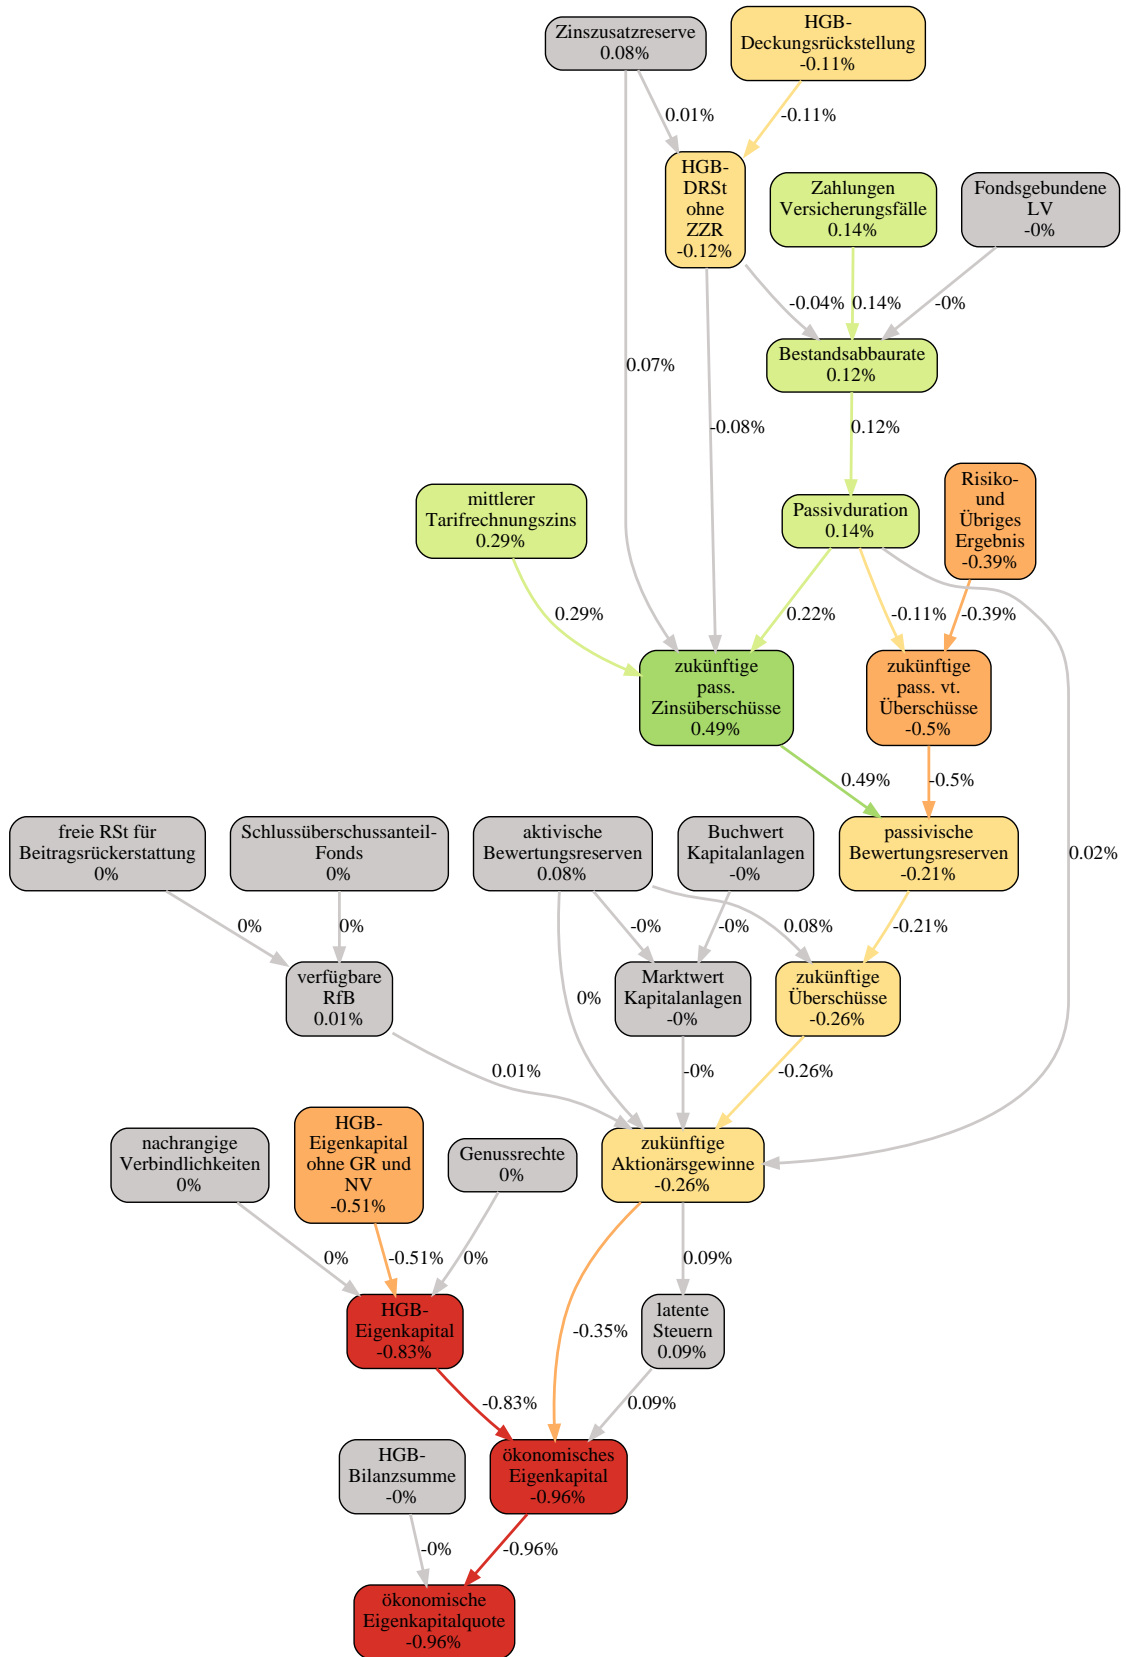 Zinszusatzreserve
0.08%
HGB-
Deckungsrückstellung
-0.11%
0.01%
-0.11%
HGB-
DRSt
ohne
ZZR
-0.12%
Zahlungen
Versicherungsfälle
0.14%
Fondsgebundene
LV
-0%
-0.04%
0.14%
-0%
Bestandsabbaurate
0.12%
0.07%
-0.08%
0.12%
mittlerer
Tarifrechnungszins
0.29%
Passivduration
0.14%
Risiko-
und
Übriges
Ergebnis
-0.39%
0.29%
0.22%
-0.11%
-0.39%
zukünftige
pass.
Zinsüberschüsse
0.49%
zukünftige
pass. vt.
Überschüsse
-0.5%
0.49%
-0.5%
freie RSt für
Beitragsrückerstattung
0%
Schlussüberschussanteil-
Fonds
0%
aktivische
Bewertungsreserven
0.08%
Buchwert
Kapitalanlagen
-0%
passivische
Bewertungsreserven
-0.21%
0.02%
0%
0%
-0%
-0%
0.08%
-0.21%
verfügbare
RfB
0.01%
0%
Marktwert
Kapitalanlagen
-0%
zukünftige
Überschüsse
-0.26%
0.01%
-0%
-0.26%
nachrangige
Verbindlichkeiten
0%
HGB-
Eigenkapital
ohne GR und
NV
-0.51%
Genussrechte
0%
zukünftige
Aktionärsgewinne
-0.26%
0%
-0.51%
0%
0.09%
HGB-
Eigenkapital
-0.83%
-0.35%
latente
Steuern
0.09%
-0.83%
0.09%
HGB-
Bilanzsumme
-0%
ökonomisches
Eigenkapital
-0.96%
-0%
-0.96%
ökonomische
Eigenkapitalquote
-0.96%